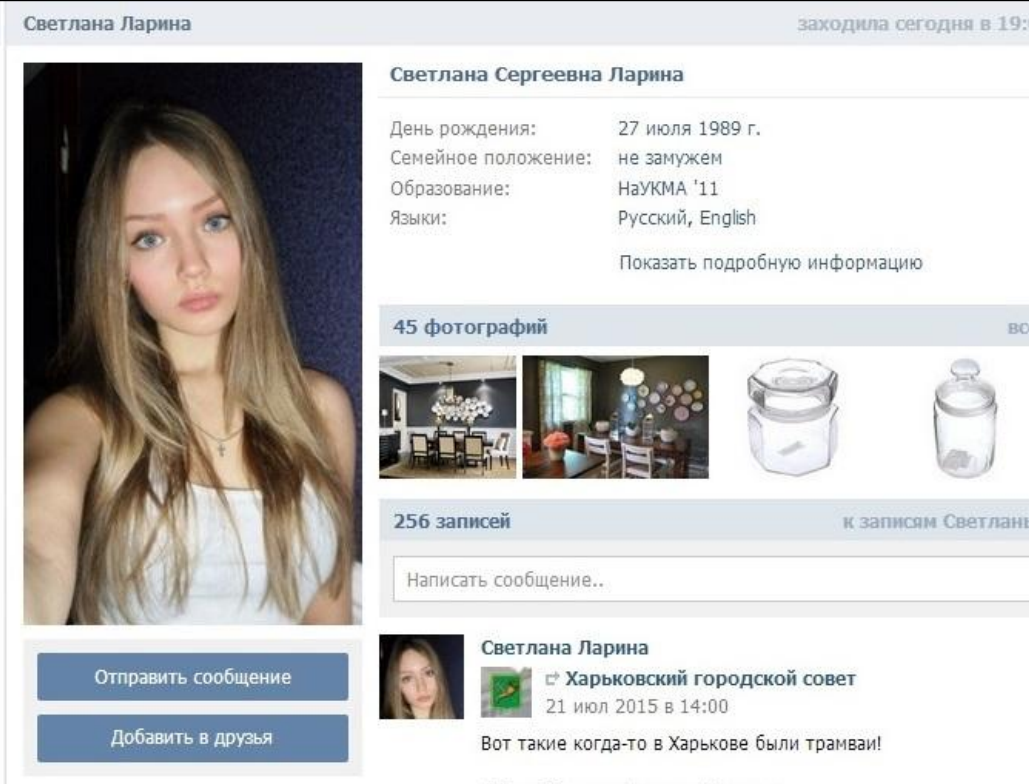 Светлана Ларина
заходила сегодня в 19:
Светлана Сергеевна Ларина
День рождения: 27 июля 1989 г.
Семейное положение: не замужем
Образование: НаУКМА '11
Языки: Русский, English
Показать подробную информацию
45 фотографий
256 записей
к записям Светланы
Написать сообщение..
Светлана Ларина
Харьковский городской совет
21 июл 2015 в 14:00
Вот такие когда-то в Харькове были трамваи!
Отправить сообщение
Добавить в друзья